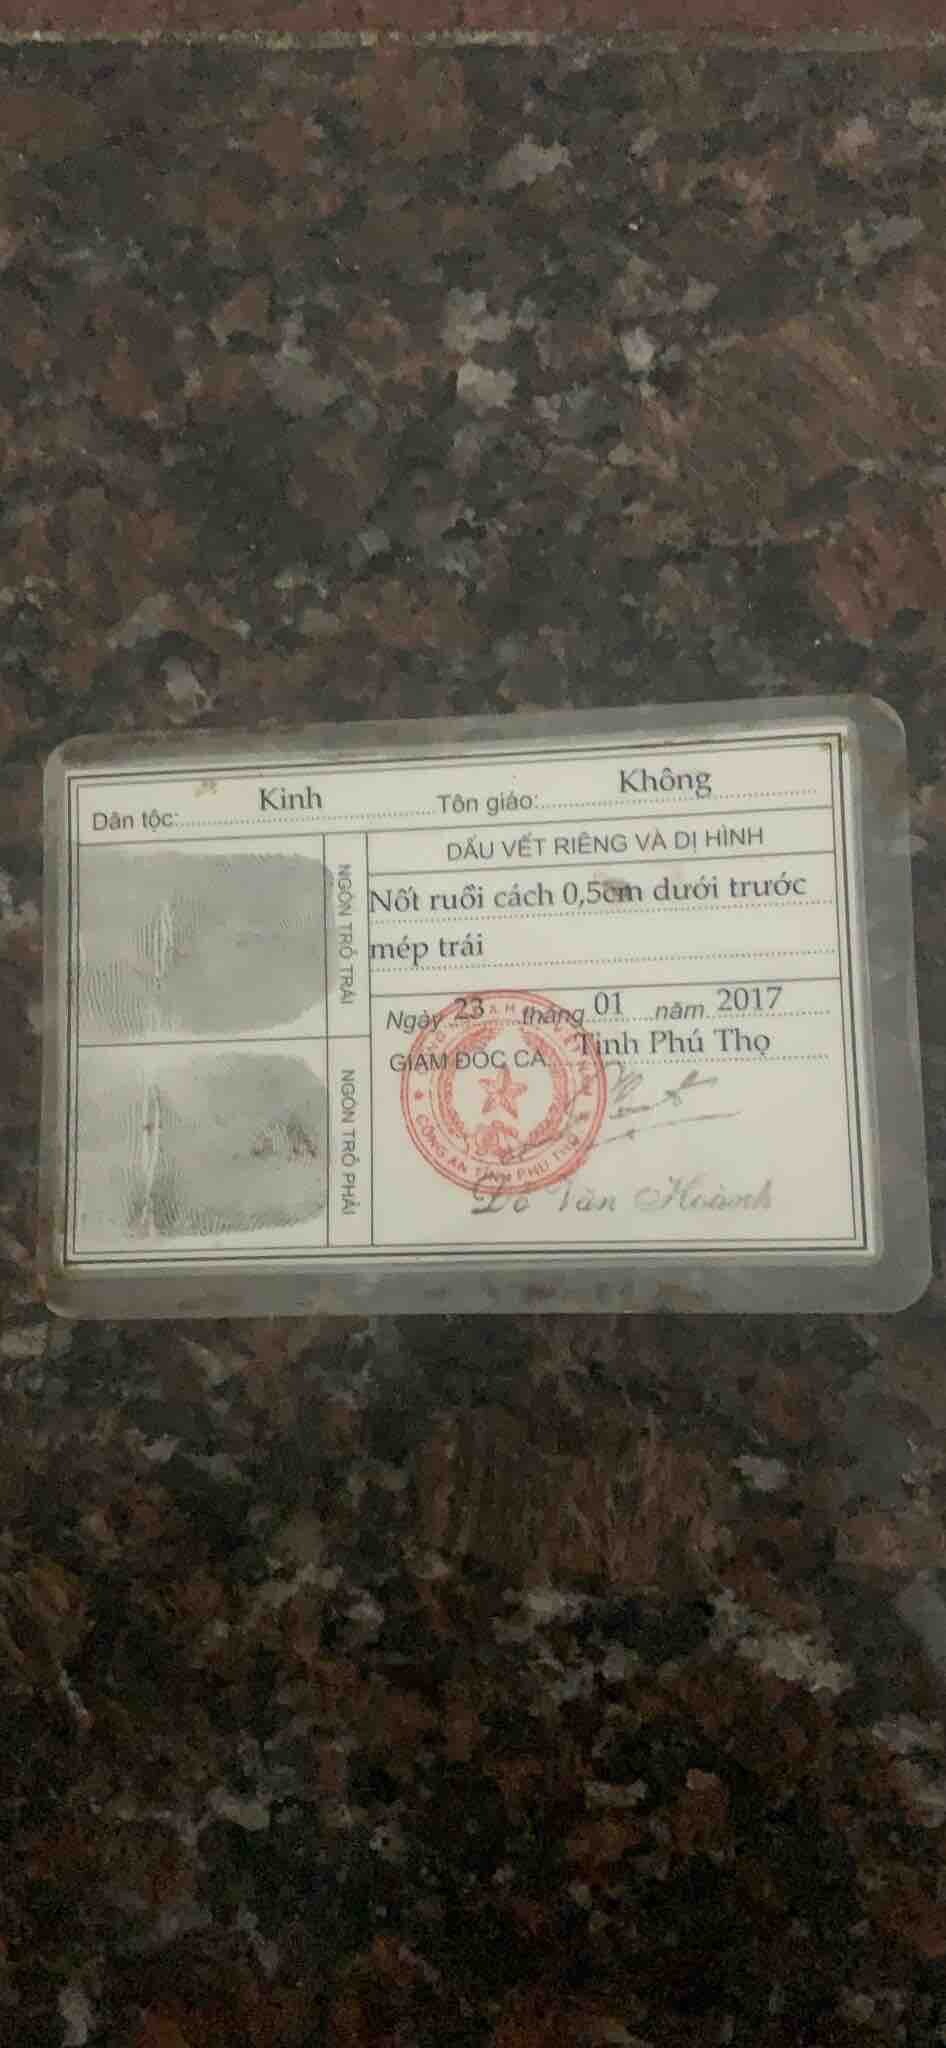 Dân tộc: Kinh Tôn giáo: Không
DẤU VẾT RIÊNG VÀ DỊ HÌNH
NGÓN TRỎ TRÁI
Nốt ruồi cách 0,5cm dưới trước
mép trái
Ngày 23 tháng 01 năm 2017
GIÁM ĐỐC CA Tỉnh Phú Thọ
NGÓN TRỎ PHẢI
CÔNG AN TỈNH PHÚ THỌ
Đỗ Văn Hoành